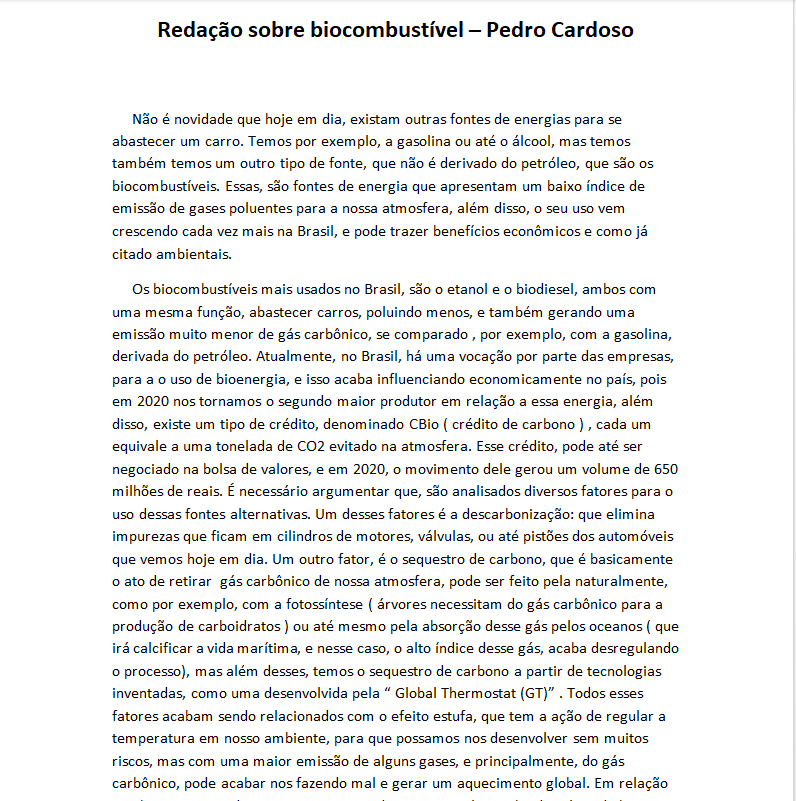 Redação sobre biocombustível – Pedro Cardoso
Não é novidade que hoje em dia, existam outras fontes de energias para se
abastecer um carro. Temos por exemplo, a gasolina ou até o álcool, mas temos
também temos um outro tipo de fonte, que não é derivado do petróleo, que são os
biocombustíveis. Essas, são fontes de energia que apresentam um baixo índice de
emissão de gases poluentes para a nossa atmosfera, além disso, o seu uso vem
crescendo cada vez mais na Brasil, e pode trazer benefícios econômicos e como já
citado ambientais.
Os biocombustíveis mais usados no Brasil, são o etanol e o biodiesel, ambos com
uma mesma função, abastecer carros, poluindo menos, e também gerando uma
emissão muito menor de gás carbônico, se comparado , por exemplo, com a gasolina,
derivada do petróleo. Atualmente, no Brasil, há uma vocação por parte das empresas,
para a o uso de bioenergia, e isso acaba influenciando economicamente no país, pois
em 2020 nos tornamos o segundo maior produtor em relação a essa energia, além
disso, existe um tipo de crédito, denominado CBio ( crédito de carbono ) , cada um
equivale a uma tonelada de CO2 evitado na atmosfera. Esse crédito, pode até ser
negociado na bolsa de valores, e em 2020, o movimento dele gerou um volume de 650
milhões de reais. É necessário argumentar que, são analisados diversos fatores para o
uso dessas fontes alternativas. Um desses fatores é a descarbonização: que elimina
impurezas que ficam em cilindros de motores, válvulas, ou até pistões dos automóveis
que vemos hoje em dia. Um outro fator, é o sequestro de carbono, que é basicamente
o ato de retirar  gás carbônico de nossa atmosfera, pode ser feito pela naturalmente,
como por exemplo, com a fotossíntese ( árvores necessitam do gás carbônico para a
produção de carboidratos ) ou até mesmo pela absorção desse gás pelos oceanos ( que
irá calcificar a vida marítima, e nesse caso, o alto índice desse gás, acaba desregulando
o processo), mas além desses, temos o sequestro de carbono a partir de tecnologias
inventadas, como uma desenvolvida pela “ Global Thermostat (GT)” . Todos esses
fatores acabam sendo relacionados com o efeito estufa, que tem a ação de regular a
temperatura em nosso ambiente, para que possamos nos desenvolver sem muitos
riscos, mas com uma maior emissão de alguns gases, e principalmente, do gás
carbônico, pode acabar nos fazendo mal e gerar um aquecimento global. Em relação